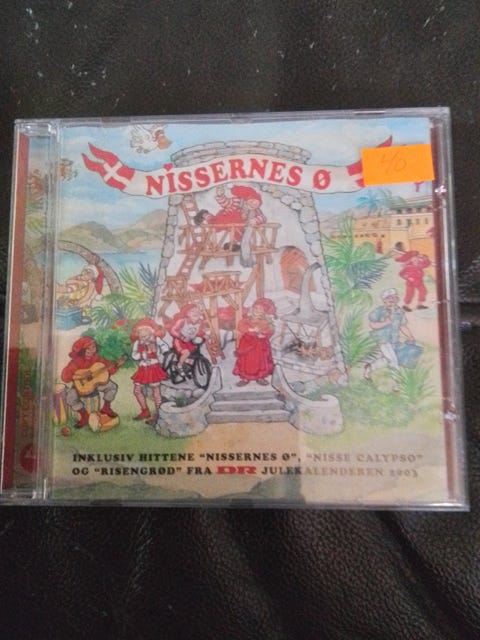 NISSERNES Ø
40
INKLUSIV HITTENE "NISSERNES Ø", "NISSE CALYPSO"
OG "RISENGRØD" FRA DR JULEKALENDEREN 2003